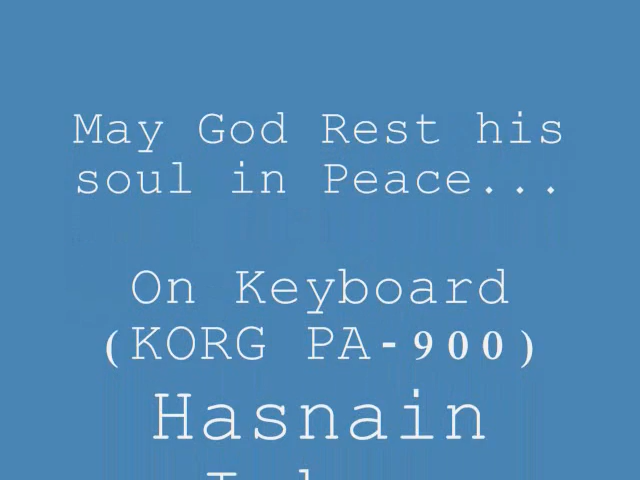 May God Rest his
soul in Peace...
On Keyboard
(KORG PA-900)
Hasnain